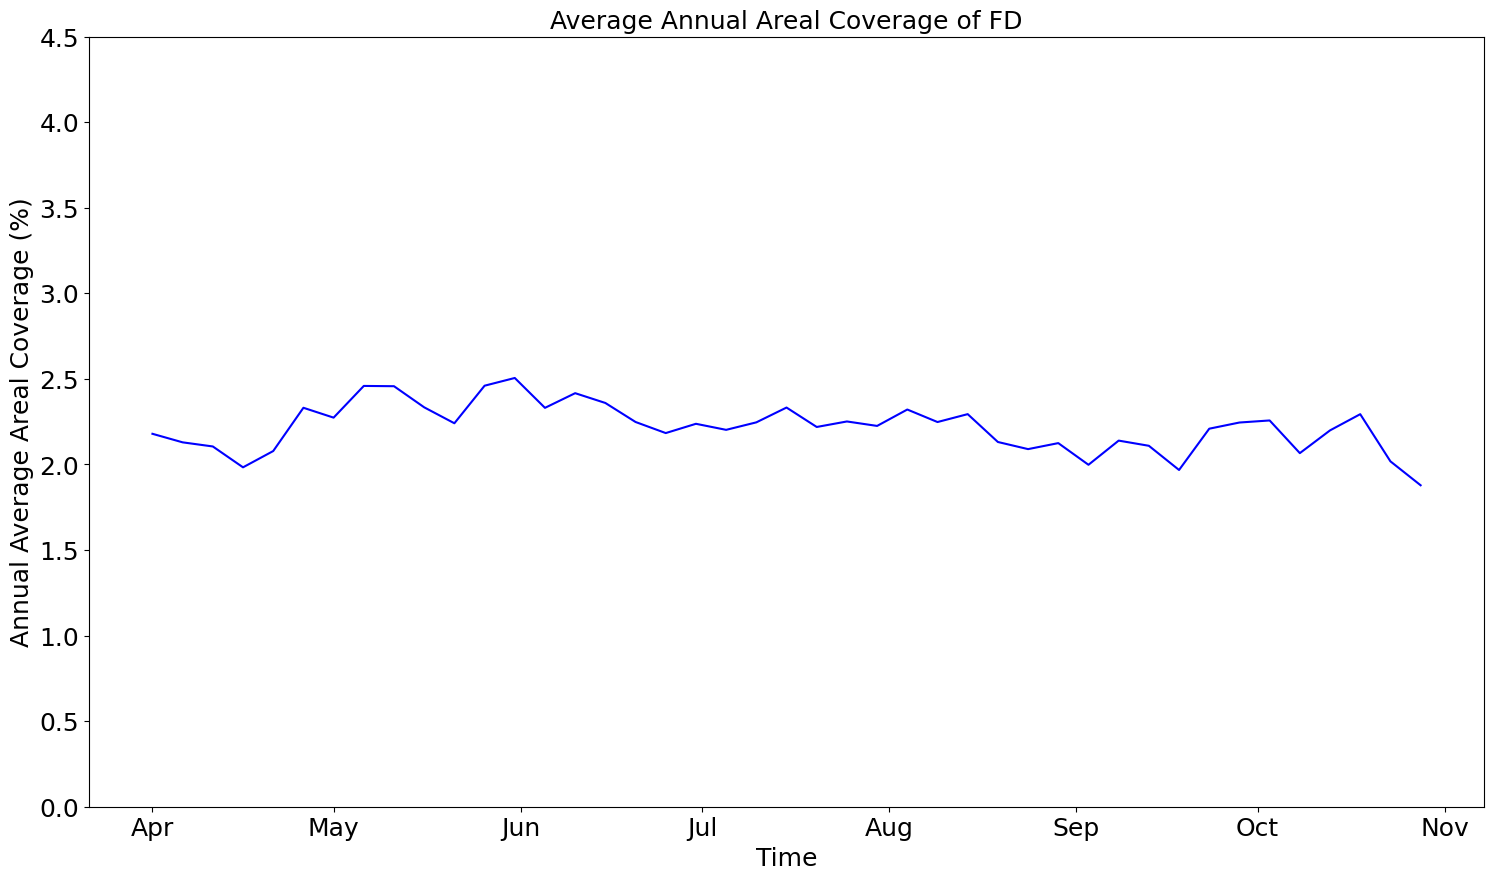 Average Annual Areal Coverage of FD
Annual Average Areal Coverage (%)
4.5
4.0
3.5
3.0
2.5
2.0
1.5
1.0
0.5
0.0
Apr May Jun Jul Aug Sep Oct Nov
Time